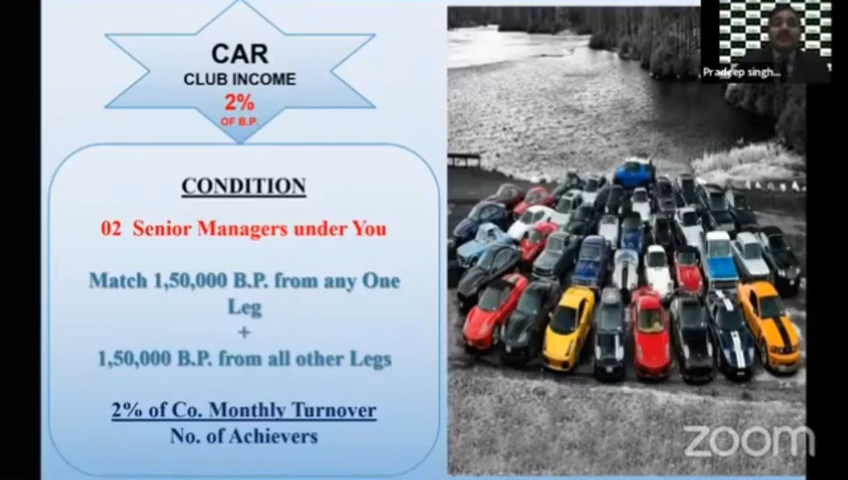 CAR
CLUB INCOME
2%
OF B.P.
CONDITION
02 Senior Managers under You
Match 1,50,000 B.P. from any One
Leg
+
1,50,000 B.P. from all other Legs
2% of Co. Monthly Turnover
No. of Achievers
Pradeep singh...
zoom